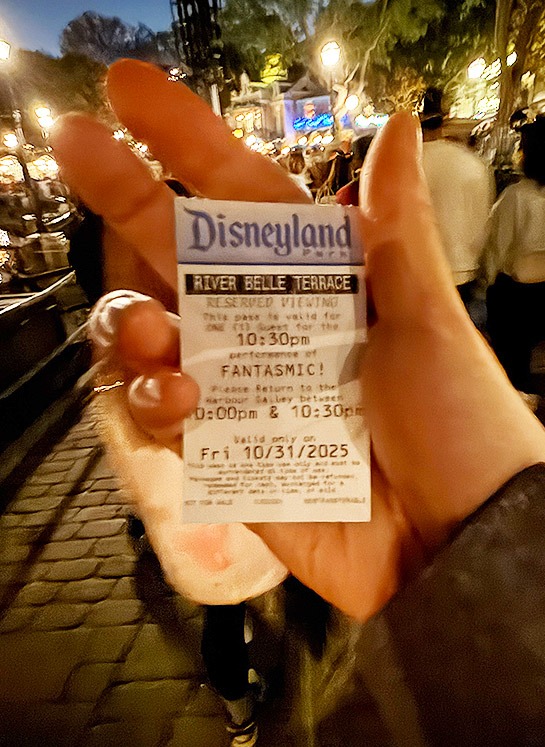 Disneyland
Park
RIVER BELLE TERRACE
RESERVED VIEWING
This pass is valid for
ONE (1) Guest for the
10:30pm
performance of
FANTASMIC!
Please Return to the
Harbour Galley between
0:00pm & 10:30pm
Valid only on
Fri 10/31/2025
NOT FOR SALE NONTRANSFERABLE